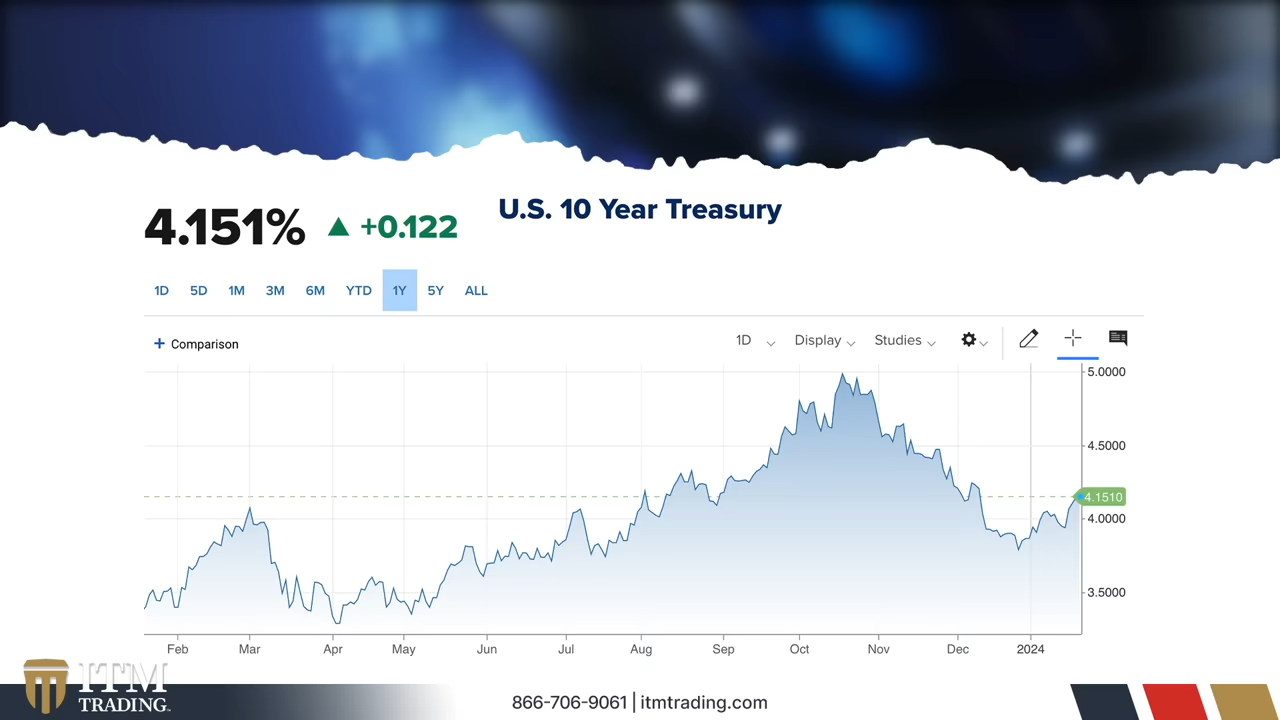 U.S. 10 Year Treasury
4.151% ▲ +0.122
1D 5D 1M 3M 6M YTD 1Y 5Y ALL
+ Comparison
1D Display Studies
5.0000
4.5000
4.1510
4.0000
3.5000
Feb Mar Apr May Jun Jul Aug Sep Oct Nov Dec 2024
ITM
TRADING™
866-706-9061 | itmtrading.com